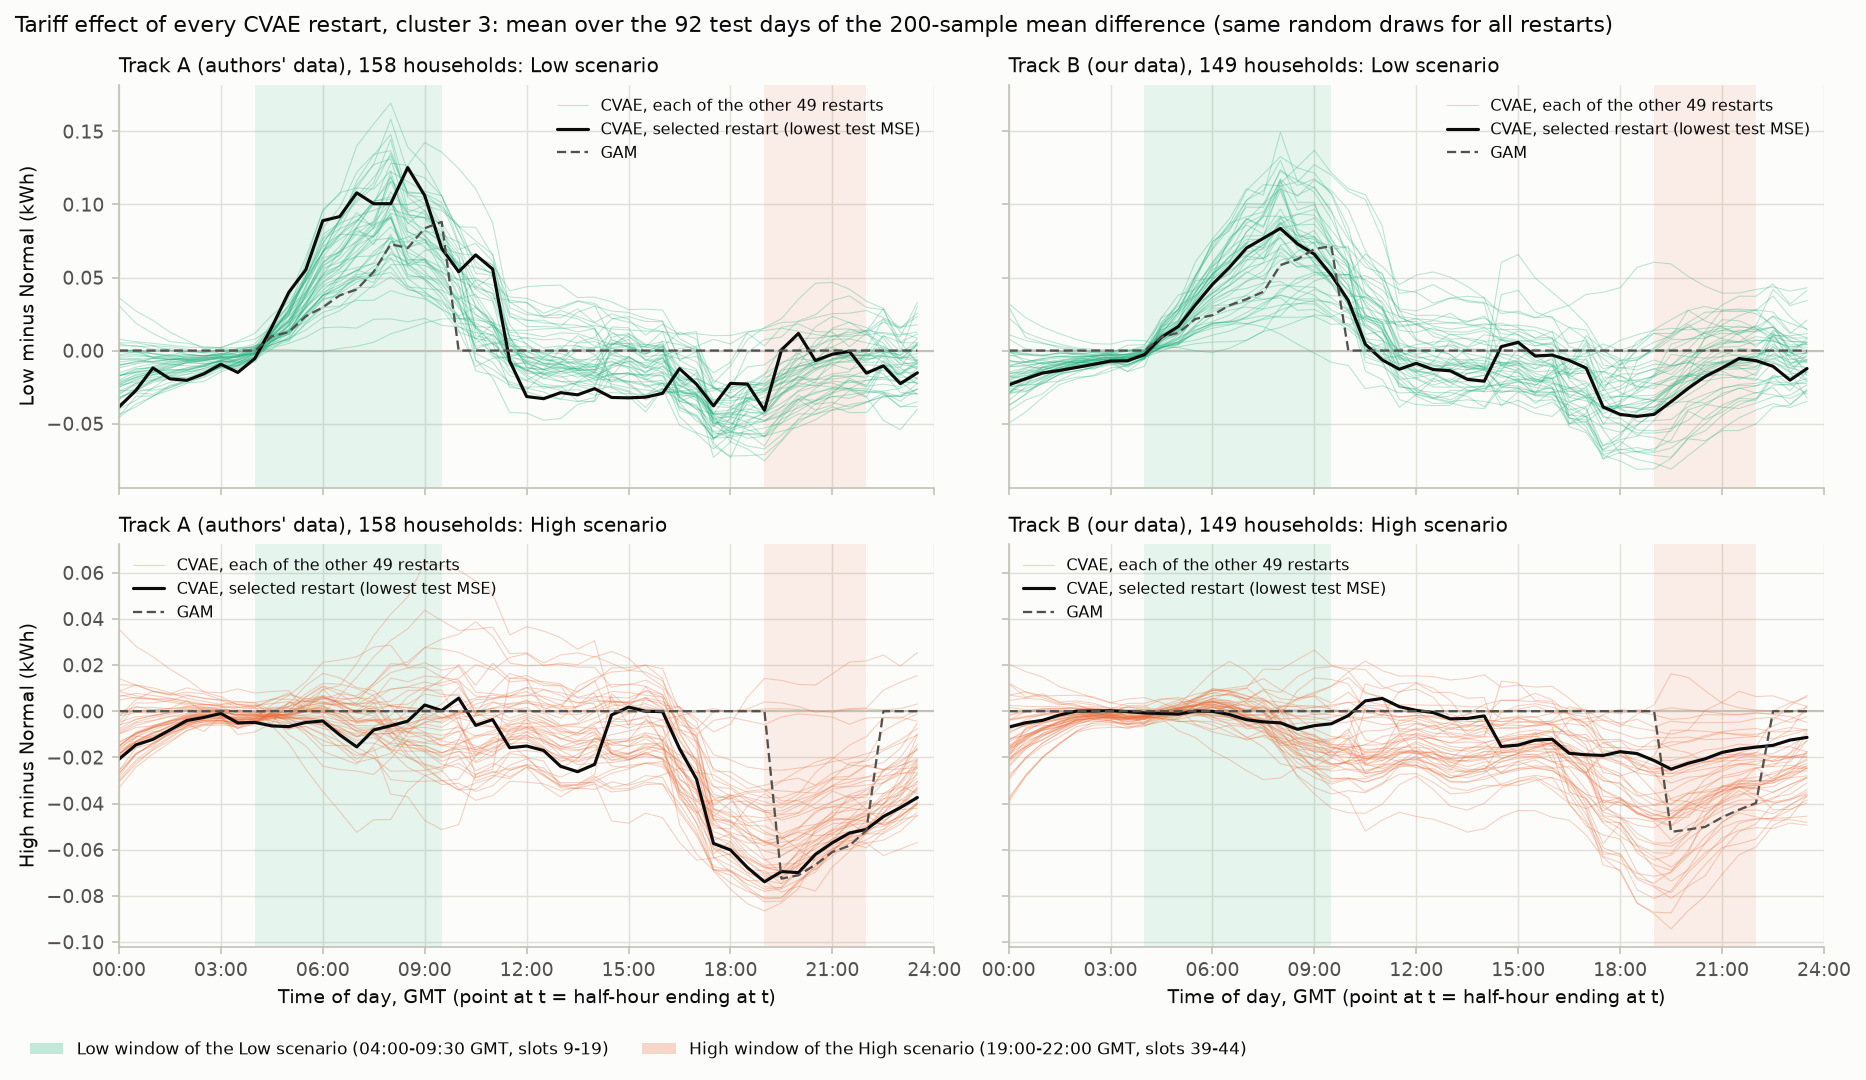 Tariff effect of every CVAE restart, cluster 3: mean over the 92 test days of the 200-sample mean difference (same random draws for all restarts)
Track A (authors' data), 158 households: Low scenario
CVAE, each of the other 49 restarts
CVAE, selected restart (lowest test MSE)
GAM
0.15
0.10
0.05
0.00
−0.05
Low minus Normal (kWh)
Track B (our data), 149 households: Low scenario
CVAE, each of the other 49 restarts
CVAE, selected restart (lowest test MSE)
GAM
Track A (authors' data), 158 households: High scenario
CVAE, each of the other 49 restarts
CVAE, selected restart (lowest test MSE)
GAM
0.06
0.04
0.02
0.00
−0.02
−0.04
−0.06
−0.08
−0.10
High minus Normal (kWh)
00:00 03:00 06:00 09:00 12:00 15:00 18:00 21:00 24:00
Time of day, GMT (point at t = half-hour ending at t)
Track B (our data), 149 households: High scenario
CVAE, each of the other 49 restarts
CVAE, selected restart (lowest test MSE)
GAM
00:00 03:00 06:00 09:00 12:00 15:00 18:00 21:00 24:00
Time of day, GMT (point at t = half-hour ending at t)
Low window of the Low scenario (04:00-09:30 GMT, slots 9-19)
High window of the High scenario (19:00-22:00 GMT, slots 39-44)